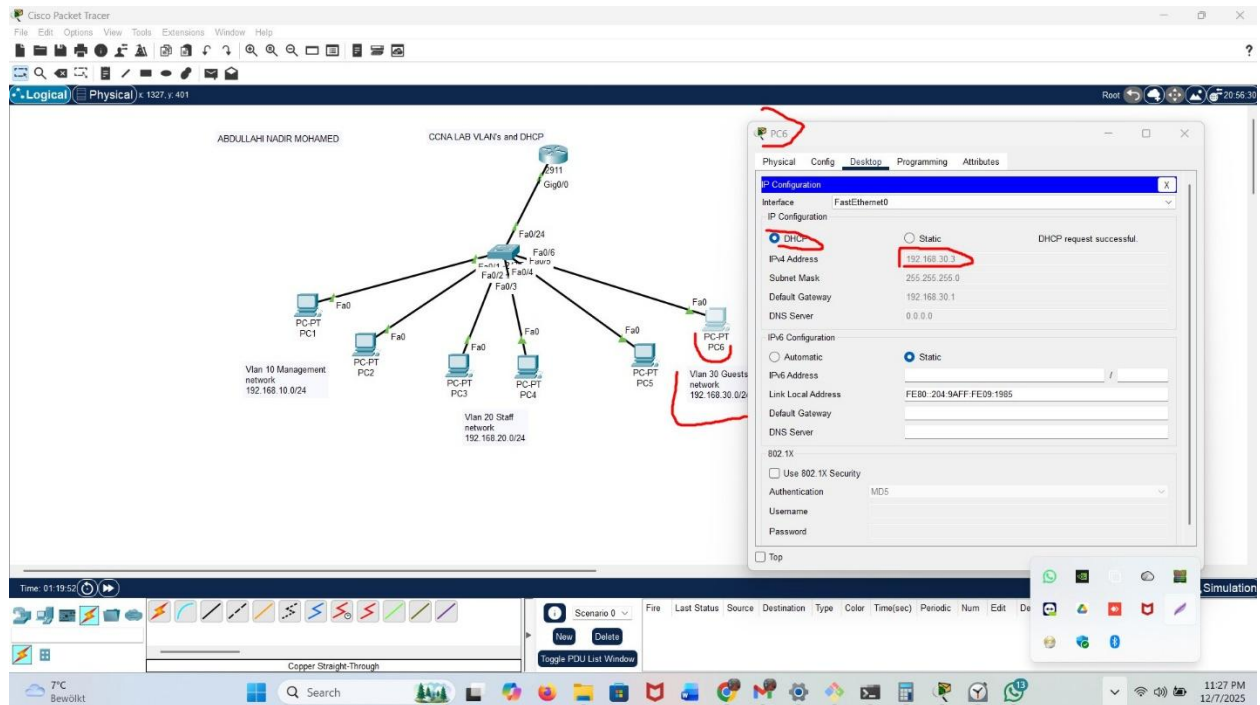 Cisco Packet Tracer
File Edit Options View Tools Extensions Window Help
?
Logical Physical x: 1327, y: 401
Root 20:56:30
ABDULLAHI NADIR MOHAMED
CCNA LAB VLAN's and DHCP
2911
Gig0/0
Fa0/24
Fa0/6
Fa0/2
Fa0/4
Fa0/3
Fa0
PC-PT
PC1
Fa0
PC-PT
PC2
Fa0
PC-PT
PC3
Fa0
PC-PT
PC4
Fa0
PC-PT
PC5
Fa0
PC-PT
PC6
Vlan 10 Management
network
192.168.10.0/24
Vlan 20 Staff
network
192.168.20.0/24
Vlan 30 Guests
network
192.168.30.0/2
PC6
Physical Config Desktop Programming Attributes
IP Configuration
X
Interface FastEthernet0
IP Configuration
DHCP Static DHCP request successful.
IPv4 Address 192.168.30.3
Subnet Mask 255.255.255.0
Default Gateway 192.168.30.1
DNS Server 0.0.0.0
IPv6 Configuration
Automatic Static
IPv6 Address /
Link Local Address FE80::204:9AFF:FE09:1985
Default Gateway
DNS Server
802.1X
Use 802.1X Security
Authentication MD5
Username
Password
Top
Time: 01:19:52
Simulation
Scenario 0
New Delete
Toggle PDU List Window
Fire Last Status Source Destination Type Color Time(sec) Periodic Num Edit De
Copper Straight-Through
7°C
Bewölkt
Search
13
11:27 PM
12/7/2025